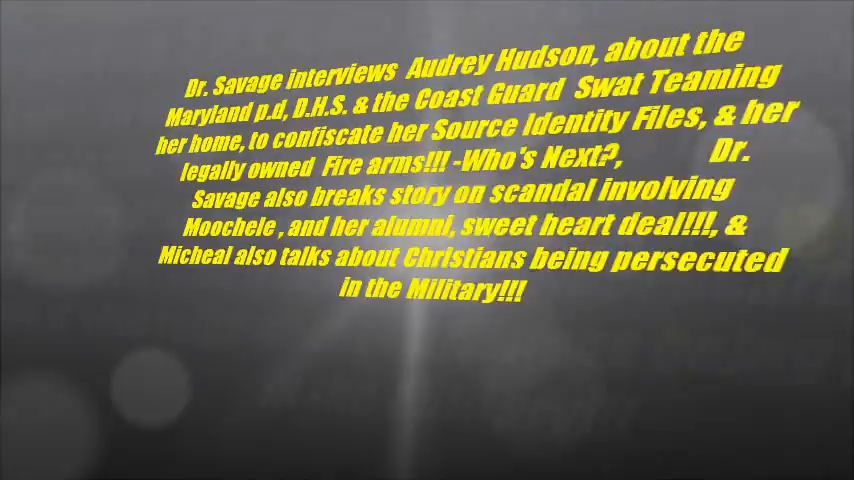 Dr. Savage interviews Audrey Hudson, about the
Maryland p.d, D.H.S. & the Coast Guard Swat Teaming
her home, to confiscate her Source Identity Files, & her
legally owned Fire arms!!! -Who's Next?, Dr.
Savage also breaks story on scandal involving
Moochele , and her alumni, sweet heart deal!!!!, &
Micheal also talks about Christians being persecuted
in the Military!!!